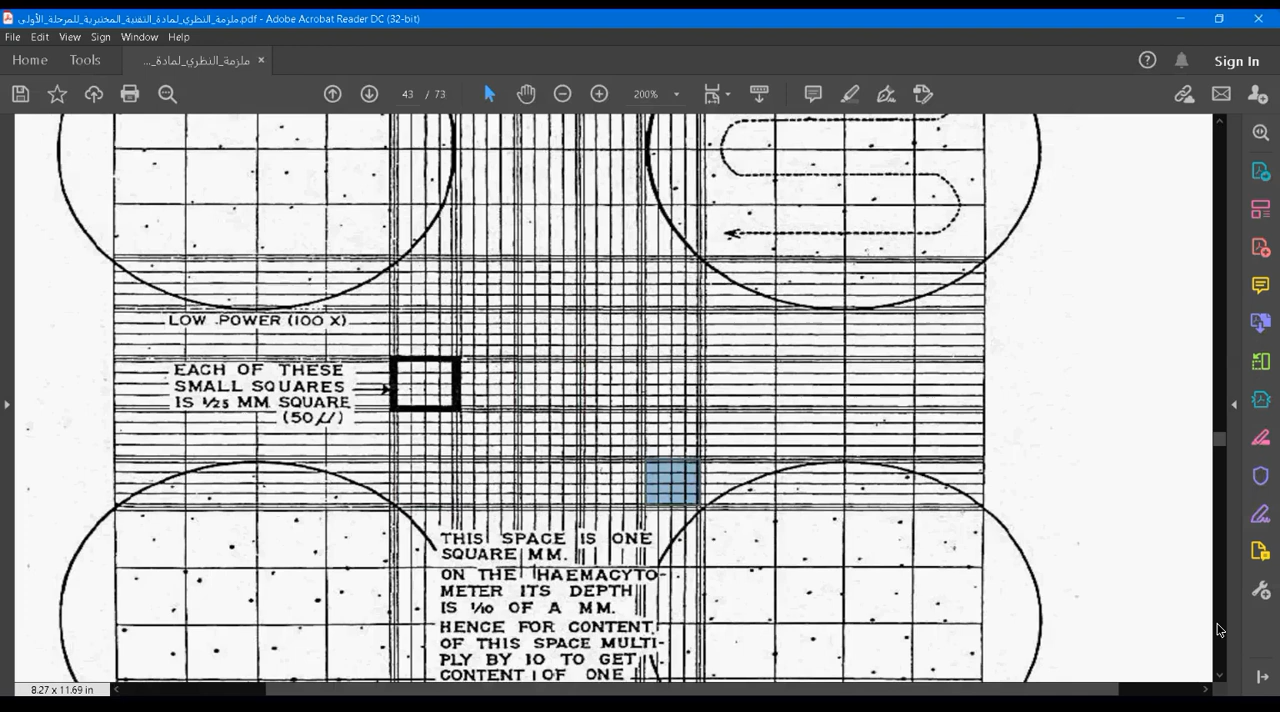 ملزمة_النظري_لمادة_التقنية_المختبرية_للمرحلة_الأولى.pdf - Adobe Acrobat Reader DC (32-bit)
File Edit View Sign Window Help
Home Tools ملزمة_النظري_لمادة_... × Sign In
43 / 73 200%
LOW POWER (100 X)
EACH OF THESE
SMALL SQUARES
IS 1/25 MM SQUARE
(50 µ)
THIS SPACE IS ONE
SQUARE MM.
ON THE HAEMACYTO-
METER ITS DEPTH
IS 1/10 OF A MM.
HENCE FOR CONTENT
OF THIS SPACE MULTI-
PLY BY 10 TO GET
CONTENT OF ONE
8.27 x 11.69 in